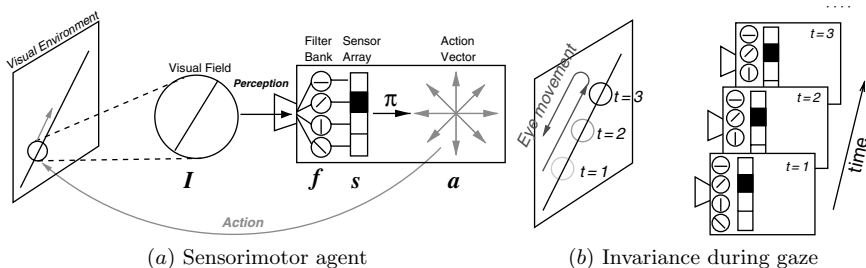 Visual Environment
Visual Field
Perception
Filter
Bank
Sensor
Array
Action
Vector
π
I
f
s
a
Action
(a) Sensorimotor agent
Eye movement
t=3
t=2
t=1
....
t=3
t=2
t=1
time
(b) Invariance during gaze